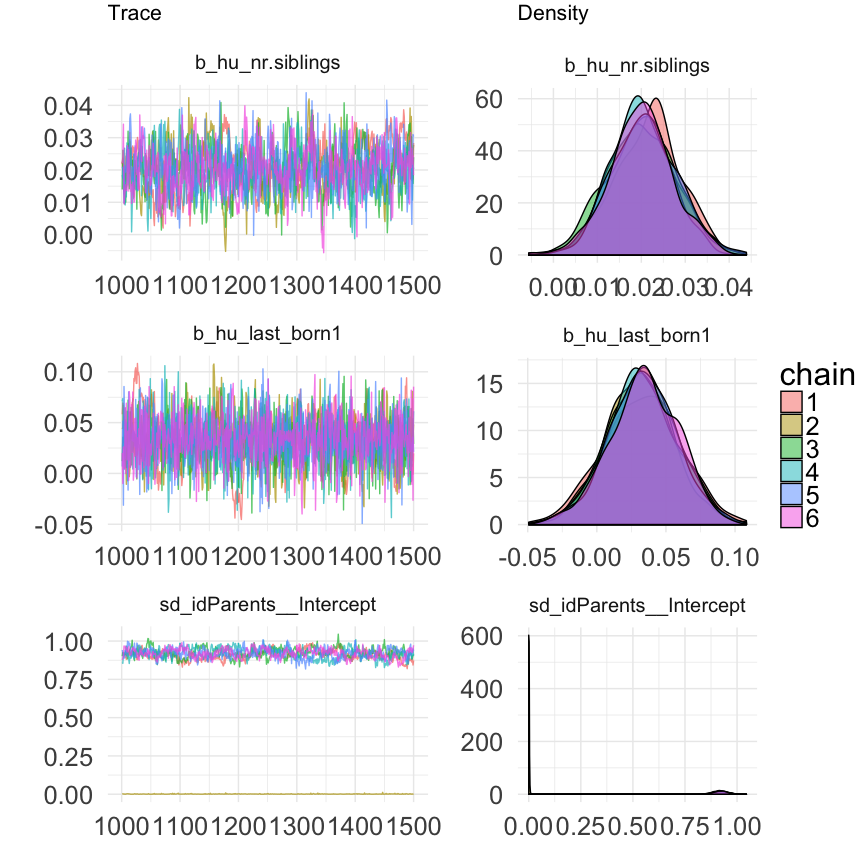 Trace
Density
b_hu_nr.siblings
b_hu_nr.siblings
0.04
0.03
0.02
0.01
0.00
60
40
20
0
1000 1100 1200 1300 1400 1500
0.00 0.01 0.02 0.03 0.04
b_hu_last_born1
b_hu_last_born1
0.10
0.05
0.00
-0.05
15
10
5
0
1000 1100 1200 1300 1400 1500
-0.05 0.00 0.05 0.10
chain
1
2
3
4
5
6
sd_idParents__Intercept
sd_idParents__Intercept
1.00
0.75
0.50
0.25
0.00
600
400
200
0
1000 1100 1200 1300 1400 1500
0.00 0.25 0.50 0.75 1.00